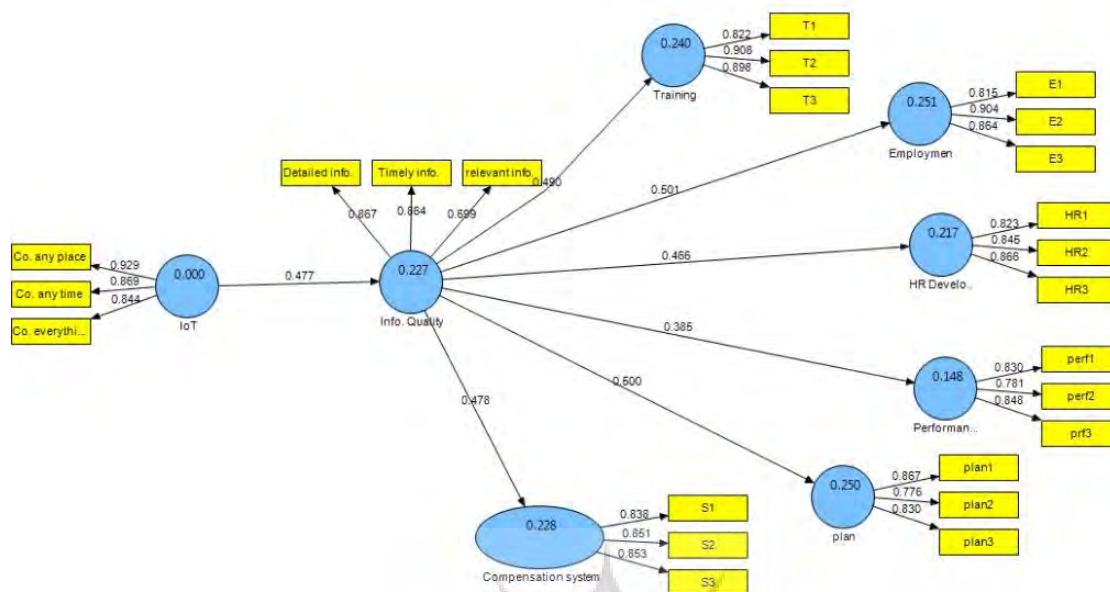 0.240
Training
0.822
0.908
0.898
T1
T2
T3
0.251
Employmen
0.815
0.904
0.864
E1
E2
E3
Detailed info.
Timely info.
relevant info.
0.867
0.864
0.699
0.490
0.501
0.217
HR Develo..
0.823
0.845
0.866
HR1
HR2
HR3
Co. any place
Co. any time
Co. everythi...
0.929
0.869
0.844
0.000
IoT
0.477
0.227
Info. Quality
0.466
0.385
0.148
Performan...
0.830
0.781
0.848
perf1
perf2
prf3
0.500
0.478
0.250
plan
0.867
0.776
0.830
plan1
plan2
plan3
0.228
Compensation system
0.838
0.851
0.853
S1
S2
S3